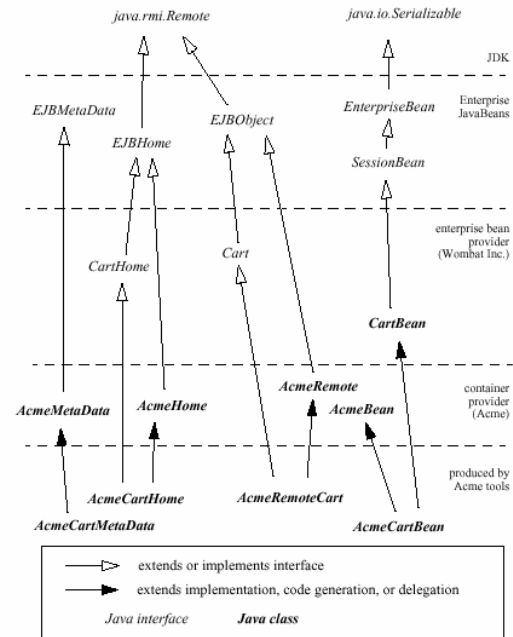 java.rmi.Remote
java.io.Serializable
JDK
EJBMetaData
EJBHome
EJBObject
EnterpriseBean
SessionBean
Enterprise
JavaBeans
CartHome
Cart
CartBean
enterprise bean
provider
(Wombat Inc.)
AcmeMetaData
AcmeHome
AcmeRemote
AcmeBean
container
provider
(Acme)
AcmeCartHome
AcmeCartMetaData
AcmeRemoteCart
AcmeCartBean
produced by
Acme tools
extends or implements interface
extends implementation, code generation, or delegation
Java interface
Java class